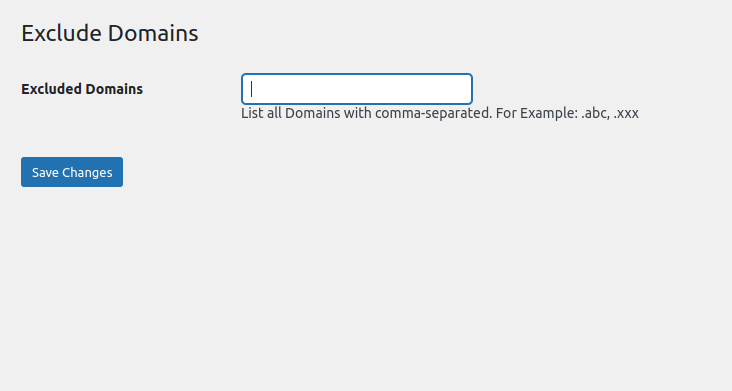 Exclude Domains
Excluded Domains
List all Domains with comma-separated. For Example: .abc, .xxx
Save Changes